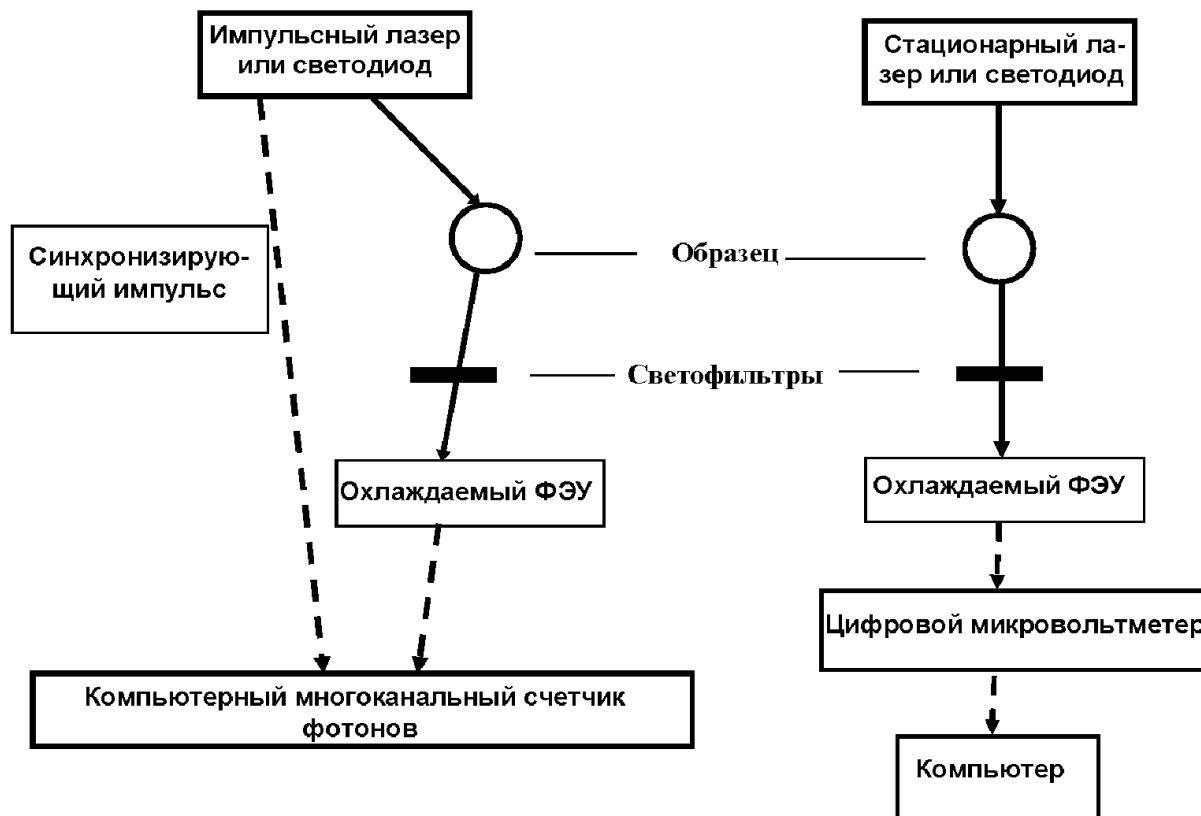 Импульсный лазер
или светодиод
Стационарный ла-
зер или светодиод
Синхронизирую-
щий импульс
Образец
Светофильтры
Охлаждаемый ФЭУ
Охлаждаемый ФЭУ
Цифровой микровольтметер
Компьютерный многоканальный счетчик
фотонов
Компьютер